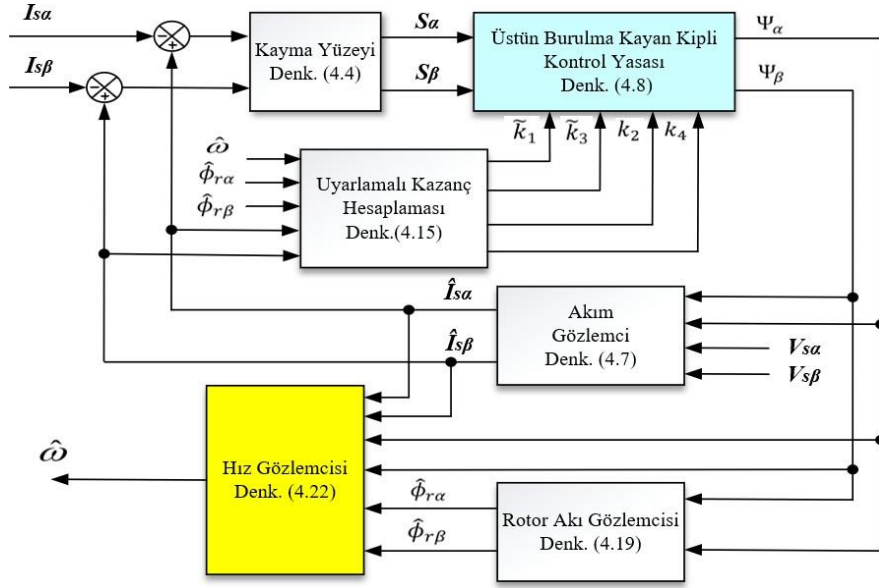 Isα
Isβ
Kayma Yüzeyi
Denk. (4.4)
Sα
Sβ
Üstün Burulma Kayan Kipli
Kontrol Yasası
Denk. (4.8)
Ψα
Ψβ
k̃1 k̃3 k2 k4
ω̂
ϕ̂rα
ϕ̂rβ
Uyarlamalı Kazanç
Hesaplaması
Denk.(4.15)
Îsα
Îsβ
Akım
Gözlemci
Denk. (4.7)
Vsα
Vsβ
ω̂
Hız Gözlemcisi
Denk. (4.22)
ϕ̂rα
ϕ̂rβ
Rotor Akı Gözlemcisi
Denk. (4.19)